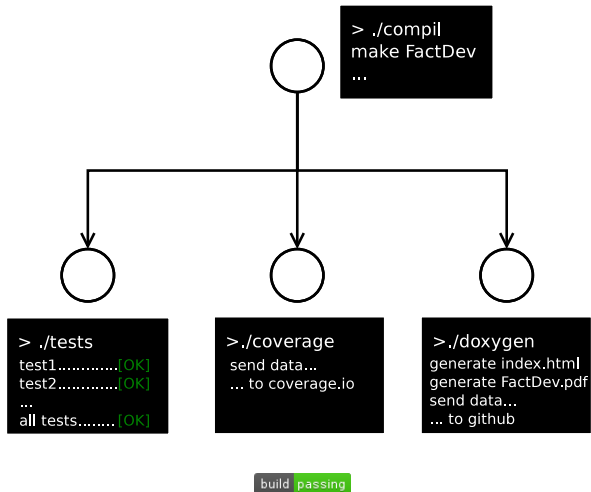 > ./compil
make FactDev
...
> ./tests
test1.............[OK]
test2.............[OK]
...
all tests........[OK]
>./coverage
send data...
... to coverage.io
>./doxygen
generate index.html
generate FactDev.pdf
send data...
... to github
build passing